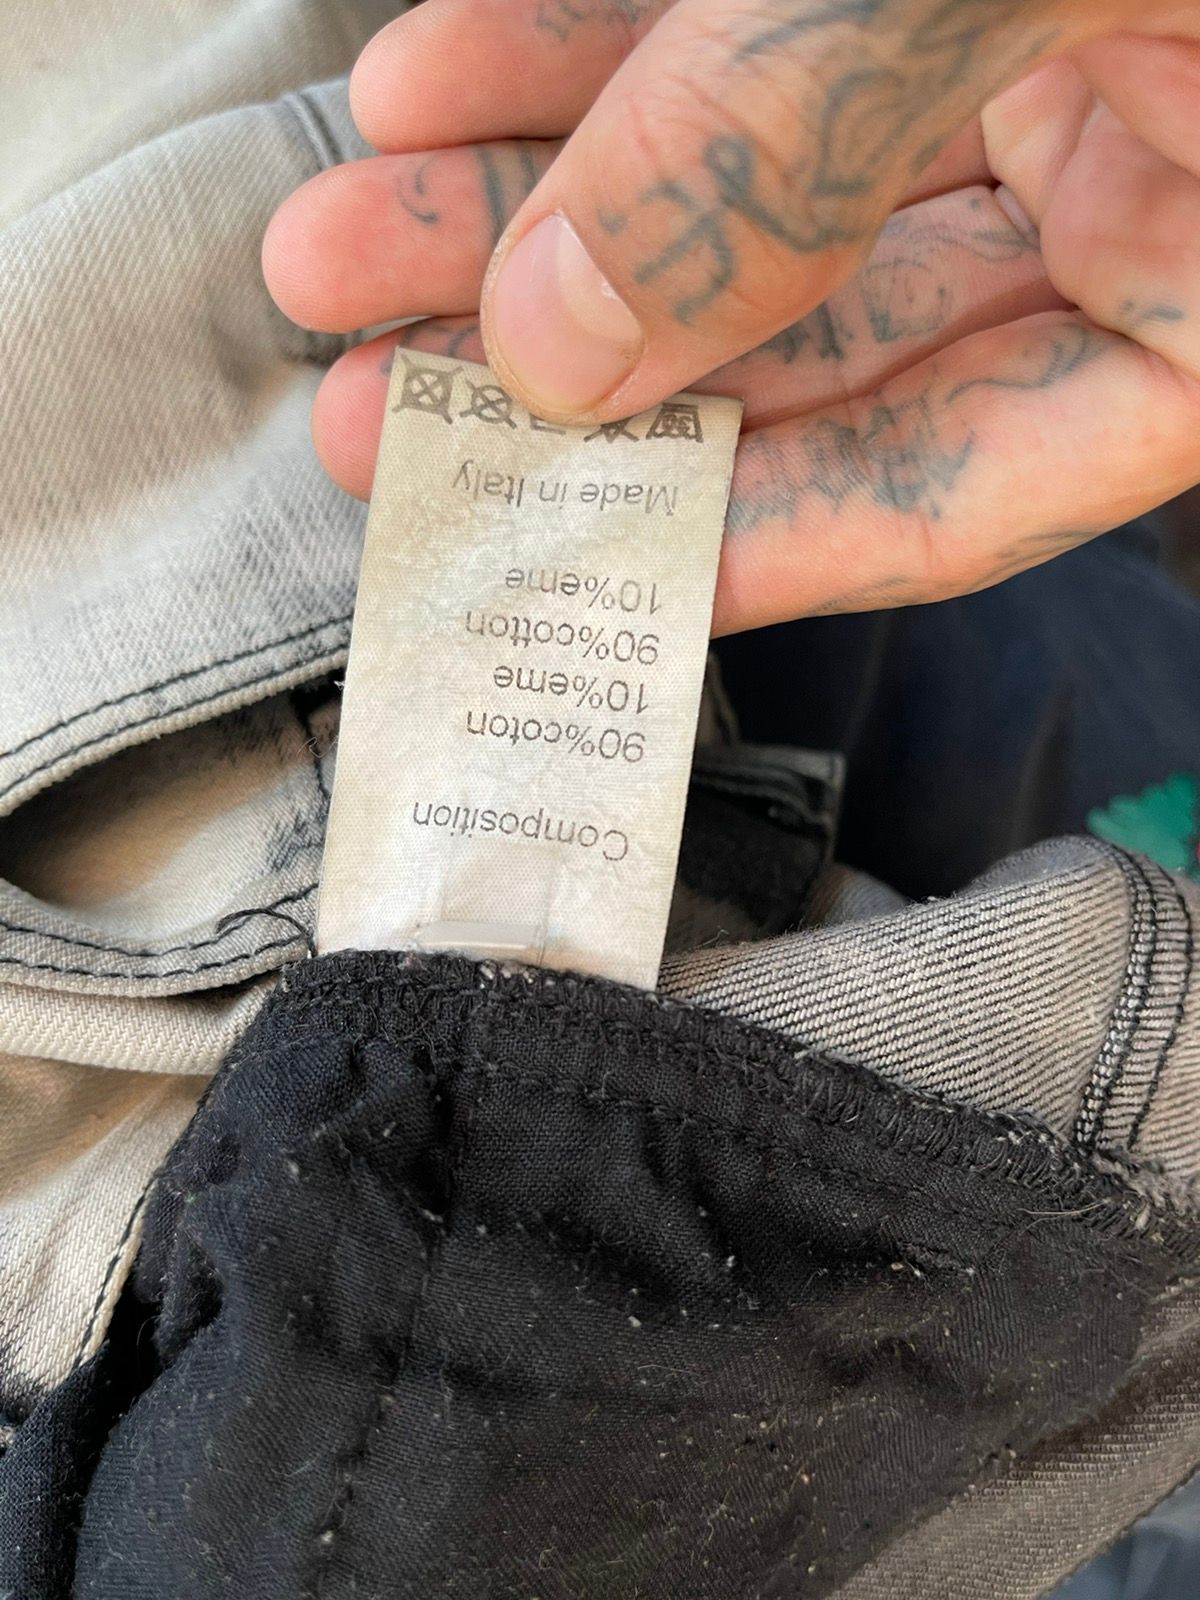 Composition
90%coton
10%eme
90%cotton
10%eme
Made in Italy